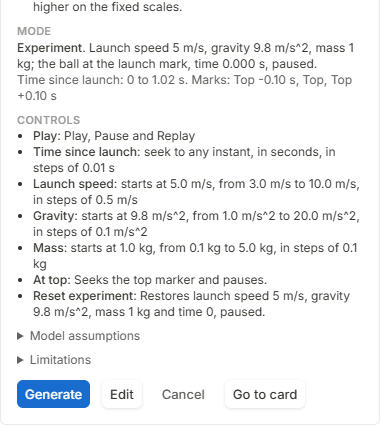 higher on the fixed scales.
MODE
Experiment. Launch speed 5 m/s, gravity 9.8 m/s^2, mass 1
kg; the ball at the launch mark, time 0.000 s, paused.
Time since launch: 0 to 1.02 s. Marks: Top -0.10 s, Top, Top
+0.10 s
CONTROLS
• Play: Play, Pause and Replay
• Time since launch: seek to any instant, in seconds, in
steps of 0.01 s
• Launch speed: starts at 5.0 m/s, from 3.0 m/s to 10.0 m/s,
in steps of 0.5 m/s
• Gravity: starts at 9.8 m/s^2, from 1.0 m/s^2 to 20.0 m/s^2,
in steps of 0.1 m/s^2
• Mass: starts at 1.0 kg, from 0.1 kg to 5.0 kg, in steps of 0.1
kg
• At top: Seeks the top marker and pauses.
• Reset experiment: Restores launch speed 5 m/s, gravity
9.8 m/s^2, mass 1 kg and time 0, paused.
▶ Model assumptions
▶ Limitations
Generate Edit Cancel Go to card